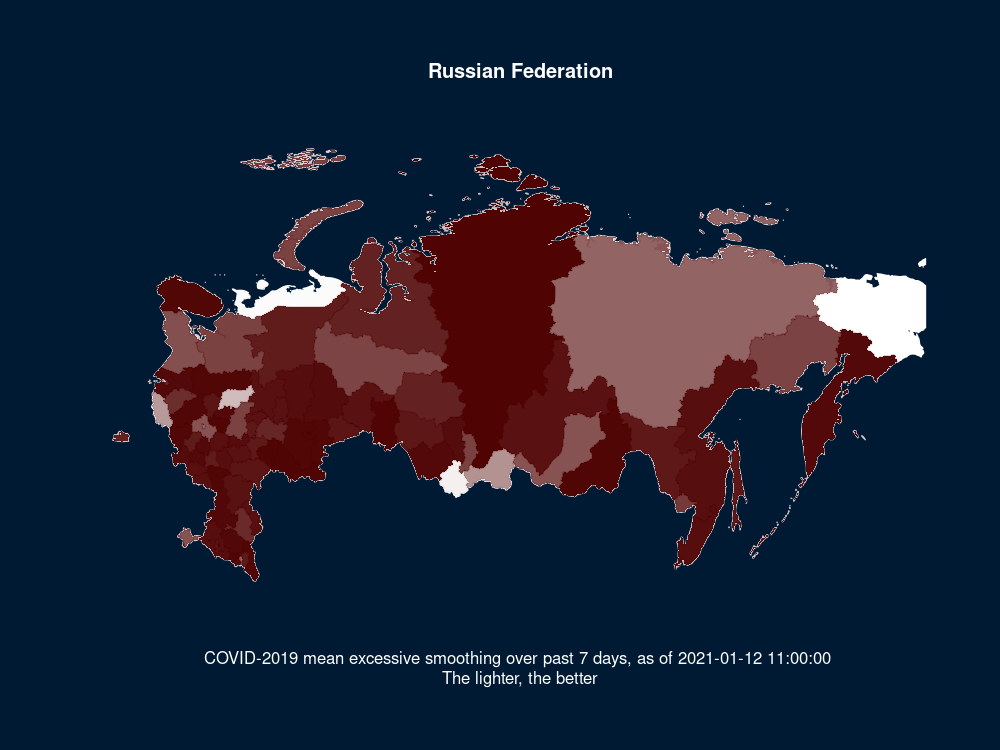 Russian Federation
COVID-2019 mean excessive smoothing over past 7 days, as of 2021-01-12 11:00:00
The lighter, the better